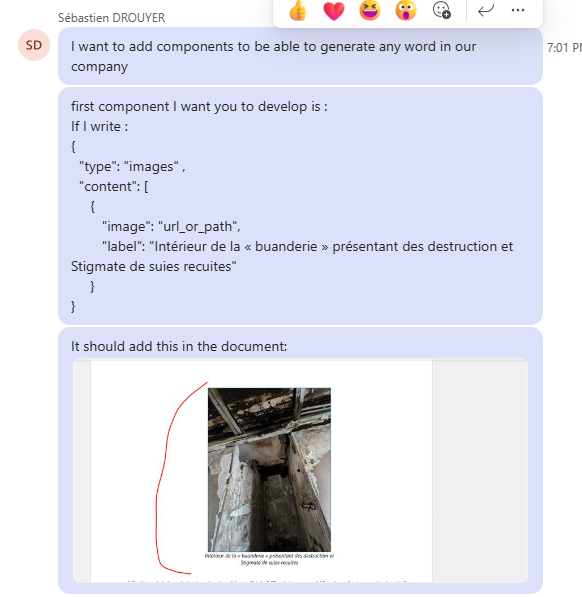 Sébastien DROUYER
SD
I want to add components to be able to generate any word in our
company
7:01 PM
first component I want you to develop is :
If I write :
{
"type": "images" ,
"content": [
{
"image": "url_or_path",
"label": "Intérieur de la « buanderie » présentant des destruction et
Stigmate de suies recuites"
}
}
It should add this in the document:
Intérieur de la « buanderie » présentant des destruction et
Stigmate de suies recuites